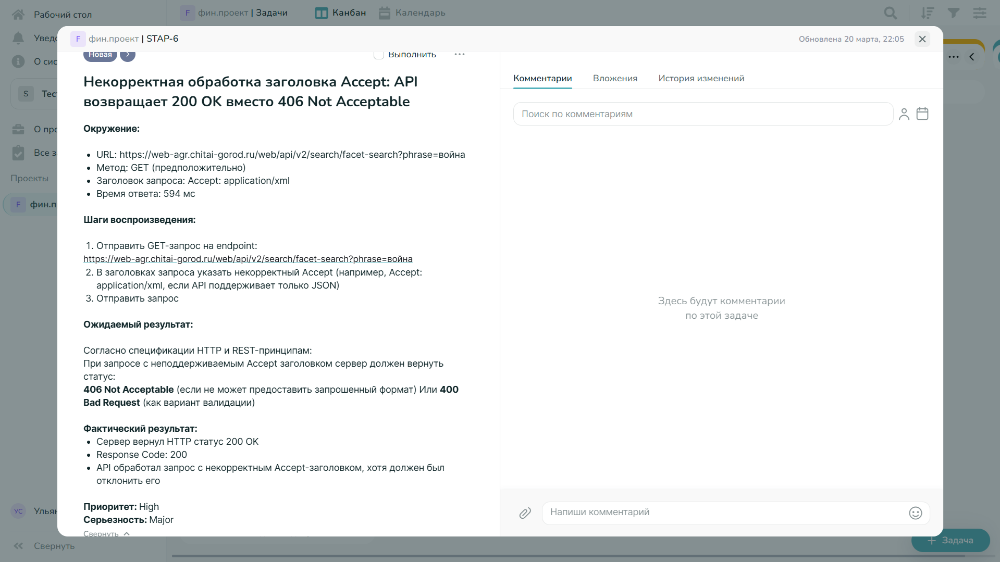 Рабочий стол
F фин.проект | Задачи
Канбан
Календарь
F фин.проект | STAP-6
Обновлена 20 марта, 22:05
S
Проекты
F
УС
Свернуть
Новая
Выполнить
Некорректная обработка заголовка Accept: API
возвращает 200 OK вместо 406 Not Acceptable
Окружение:
• URL: https://web-agr.chitai-gorod.ru/web/api/v2/search/facet-search?phrase=война
• Метод: GET (предположительно)
• Заголовок запроса: Accept: application/xml
• Время ответа: 594 мс
Шаги воспроизведения:
1. Отправить GET-запрос на endpoint:
https://web-agr.chitai-gorod.ru/web/api/v2/search/facet-search?phrase=война
2. В заголовках запроса указать некорректный Accept (например, Accept:
application/xml, если API поддерживает только JSON)
3. Отправить запрос
Ожидаемый результат:
Согласно спецификации HTTP и REST-принципам:
При запросе с неподдерживаемым Accept заголовком сервер должен вернуть
статус:
406 Not Acceptable (если не может предоставить запрошенный формат) Или 400
Bad Request (как вариант валидации)
Фактический результат:
• Сервер вернул HTTP статус 200 OK
• Response Code: 200
• API обработал запрос с некорректным Accept-заголовком, хотя должен был
отклонить его
Приоритет: High
Серьезность: Major
Свернуть
Комментарии
Вложения
История изменений
Поиск по комментариям
Здесь будут комментарии
по этой задаче
Напиши комментарий
+ Задача